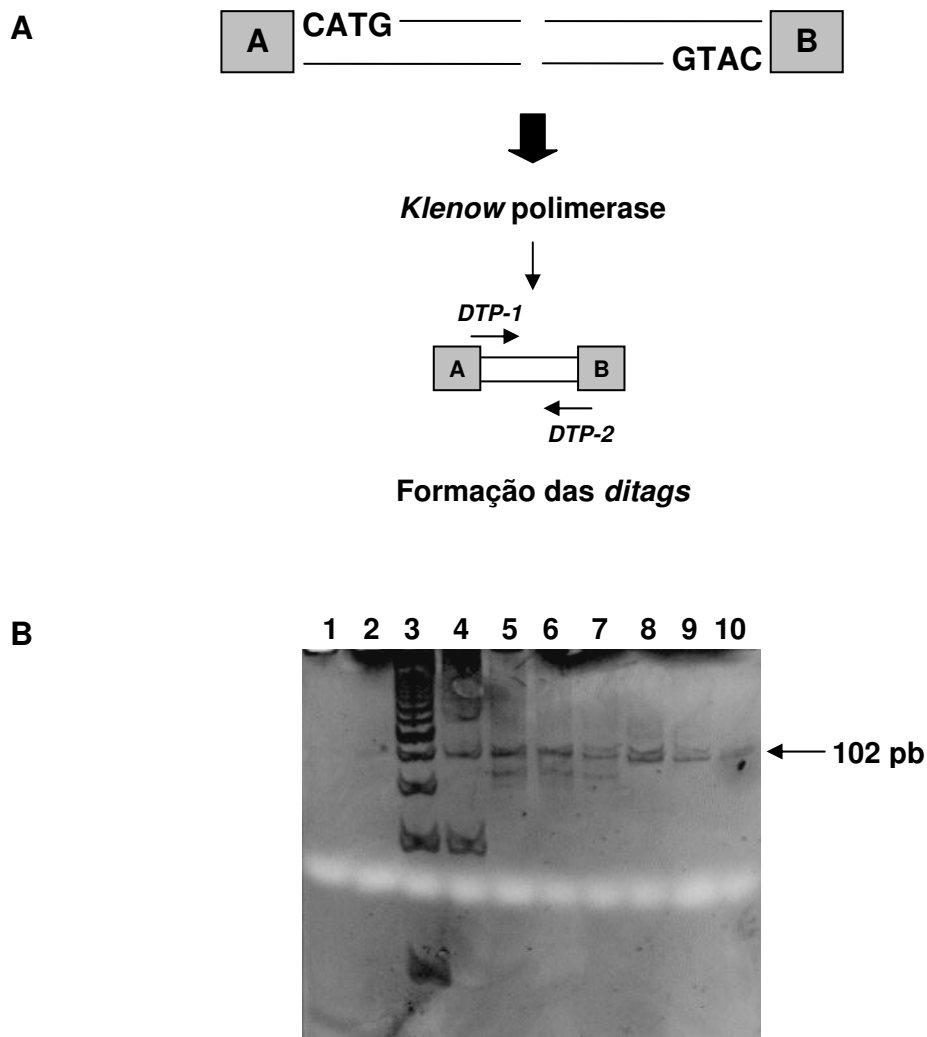 A
A CATG
GTAC B
Klenow polimerase
DTP-1
A B
DTP-2
Formação das ditags
B
1 2 3 4 5 6 7 8 9 10
102 pb